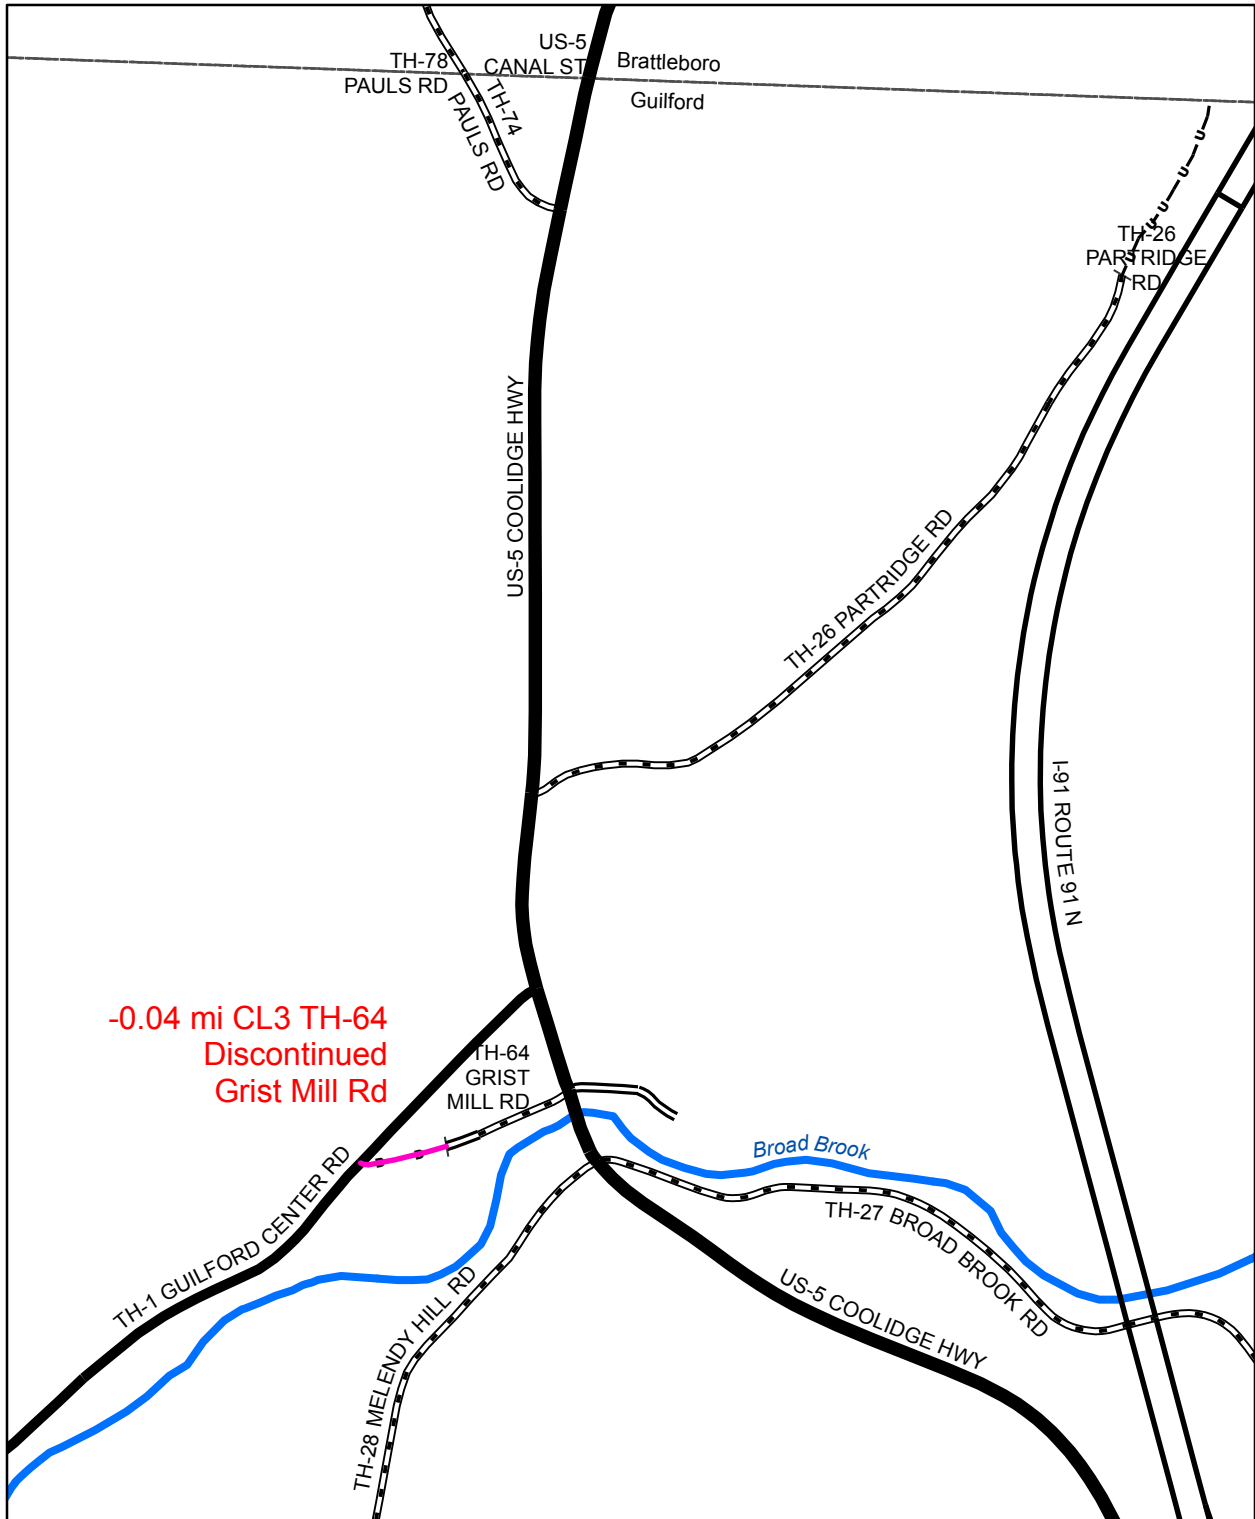 US-5
CANAL ST
TH-78
PAULS RD
Brattleboro
Guilford
TH-74
PAULS RD
TH-26
PARTRIDGE
RD
U
U
U
U
U
US-5 COOLIDGE HWY
TH-26 PARTRIDGE RD
I-91 ROUTE 91 N
-0.04 mi CL3 TH-64
Discontinued
Grist Mill Rd
TH-64
GRIST
MILL RD
Broad Brook
TH-1 GUILFORD CENTER RD
TH-27 BROAD BROOK RD
TH-28 MELENDY HILL RD
US-5 COOLIDGE HWY